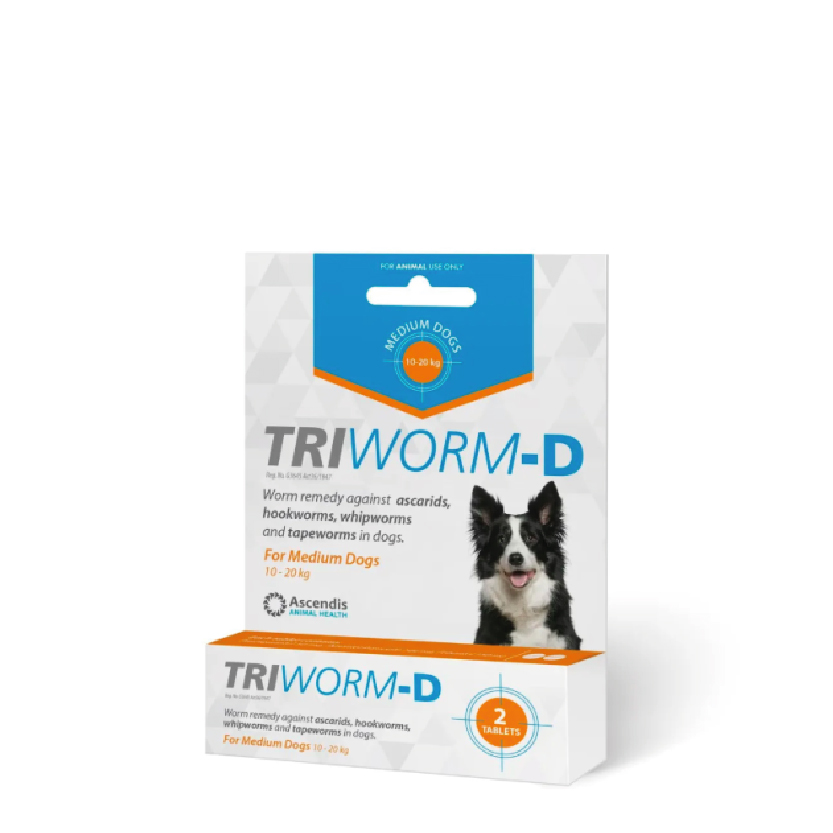 FOR ANIMAL USE ONLY
MEDIUM DOGS
10-20 kg
TRIWORM-D
Worm remedy against ascarids,
hookworms, whipworms
and tapeworms in dogs.
For Medium Dogs
10 - 20 kg
Ascendis
ANIMAL HEALTH
TRIWORM-D
Worm remedy against ascarids, hookworms,
whipworms and tapeworms in dogs.
For Medium Dogs 10 - 20 kg
2
TABLETS